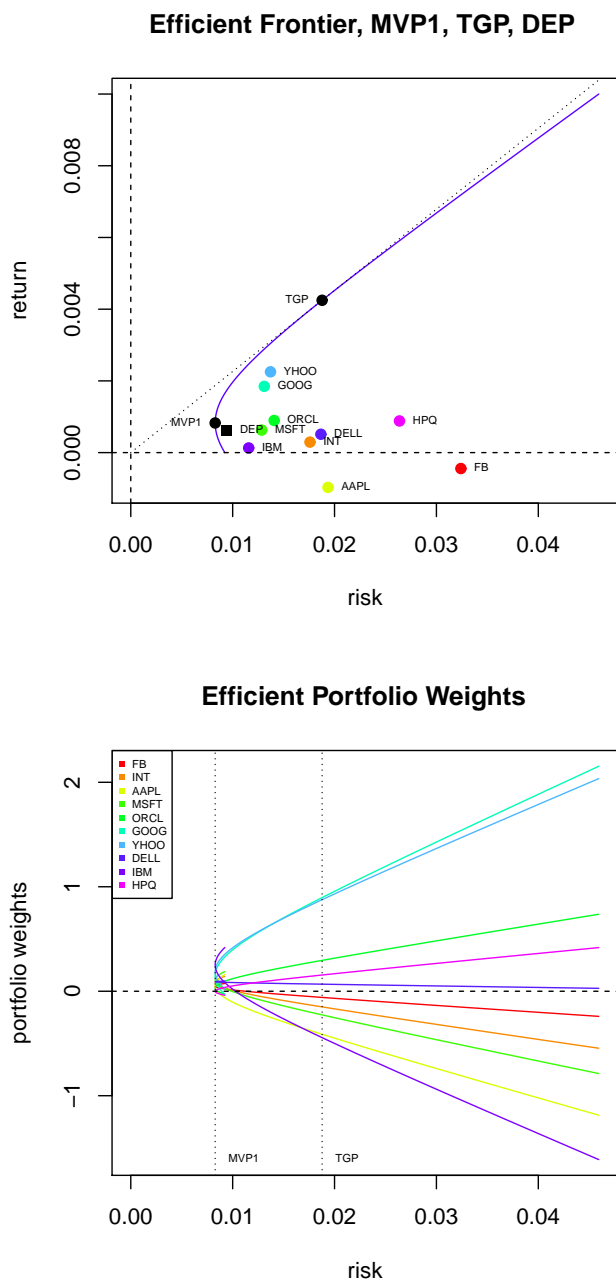 Efficient Frontier, MVP1, TGP, DEP
return
0.008
0.004
0.000
TGP
YHOO
GOOG
MVP1
DEP
ORCL
MSFT
DELL
INT
IBM
HPQ
FB
AAPL
0.00 0.01 0.02 0.03 0.04
risk
Efficient Portfolio Weights
portfolio weights
2
1
0
−1
FB
INT
AAPL
MSFT
ORCL
GOOG
YHOO
DELL
IBM
HPQ
MVP1
TGP
0.00 0.01 0.02 0.03 0.04
risk